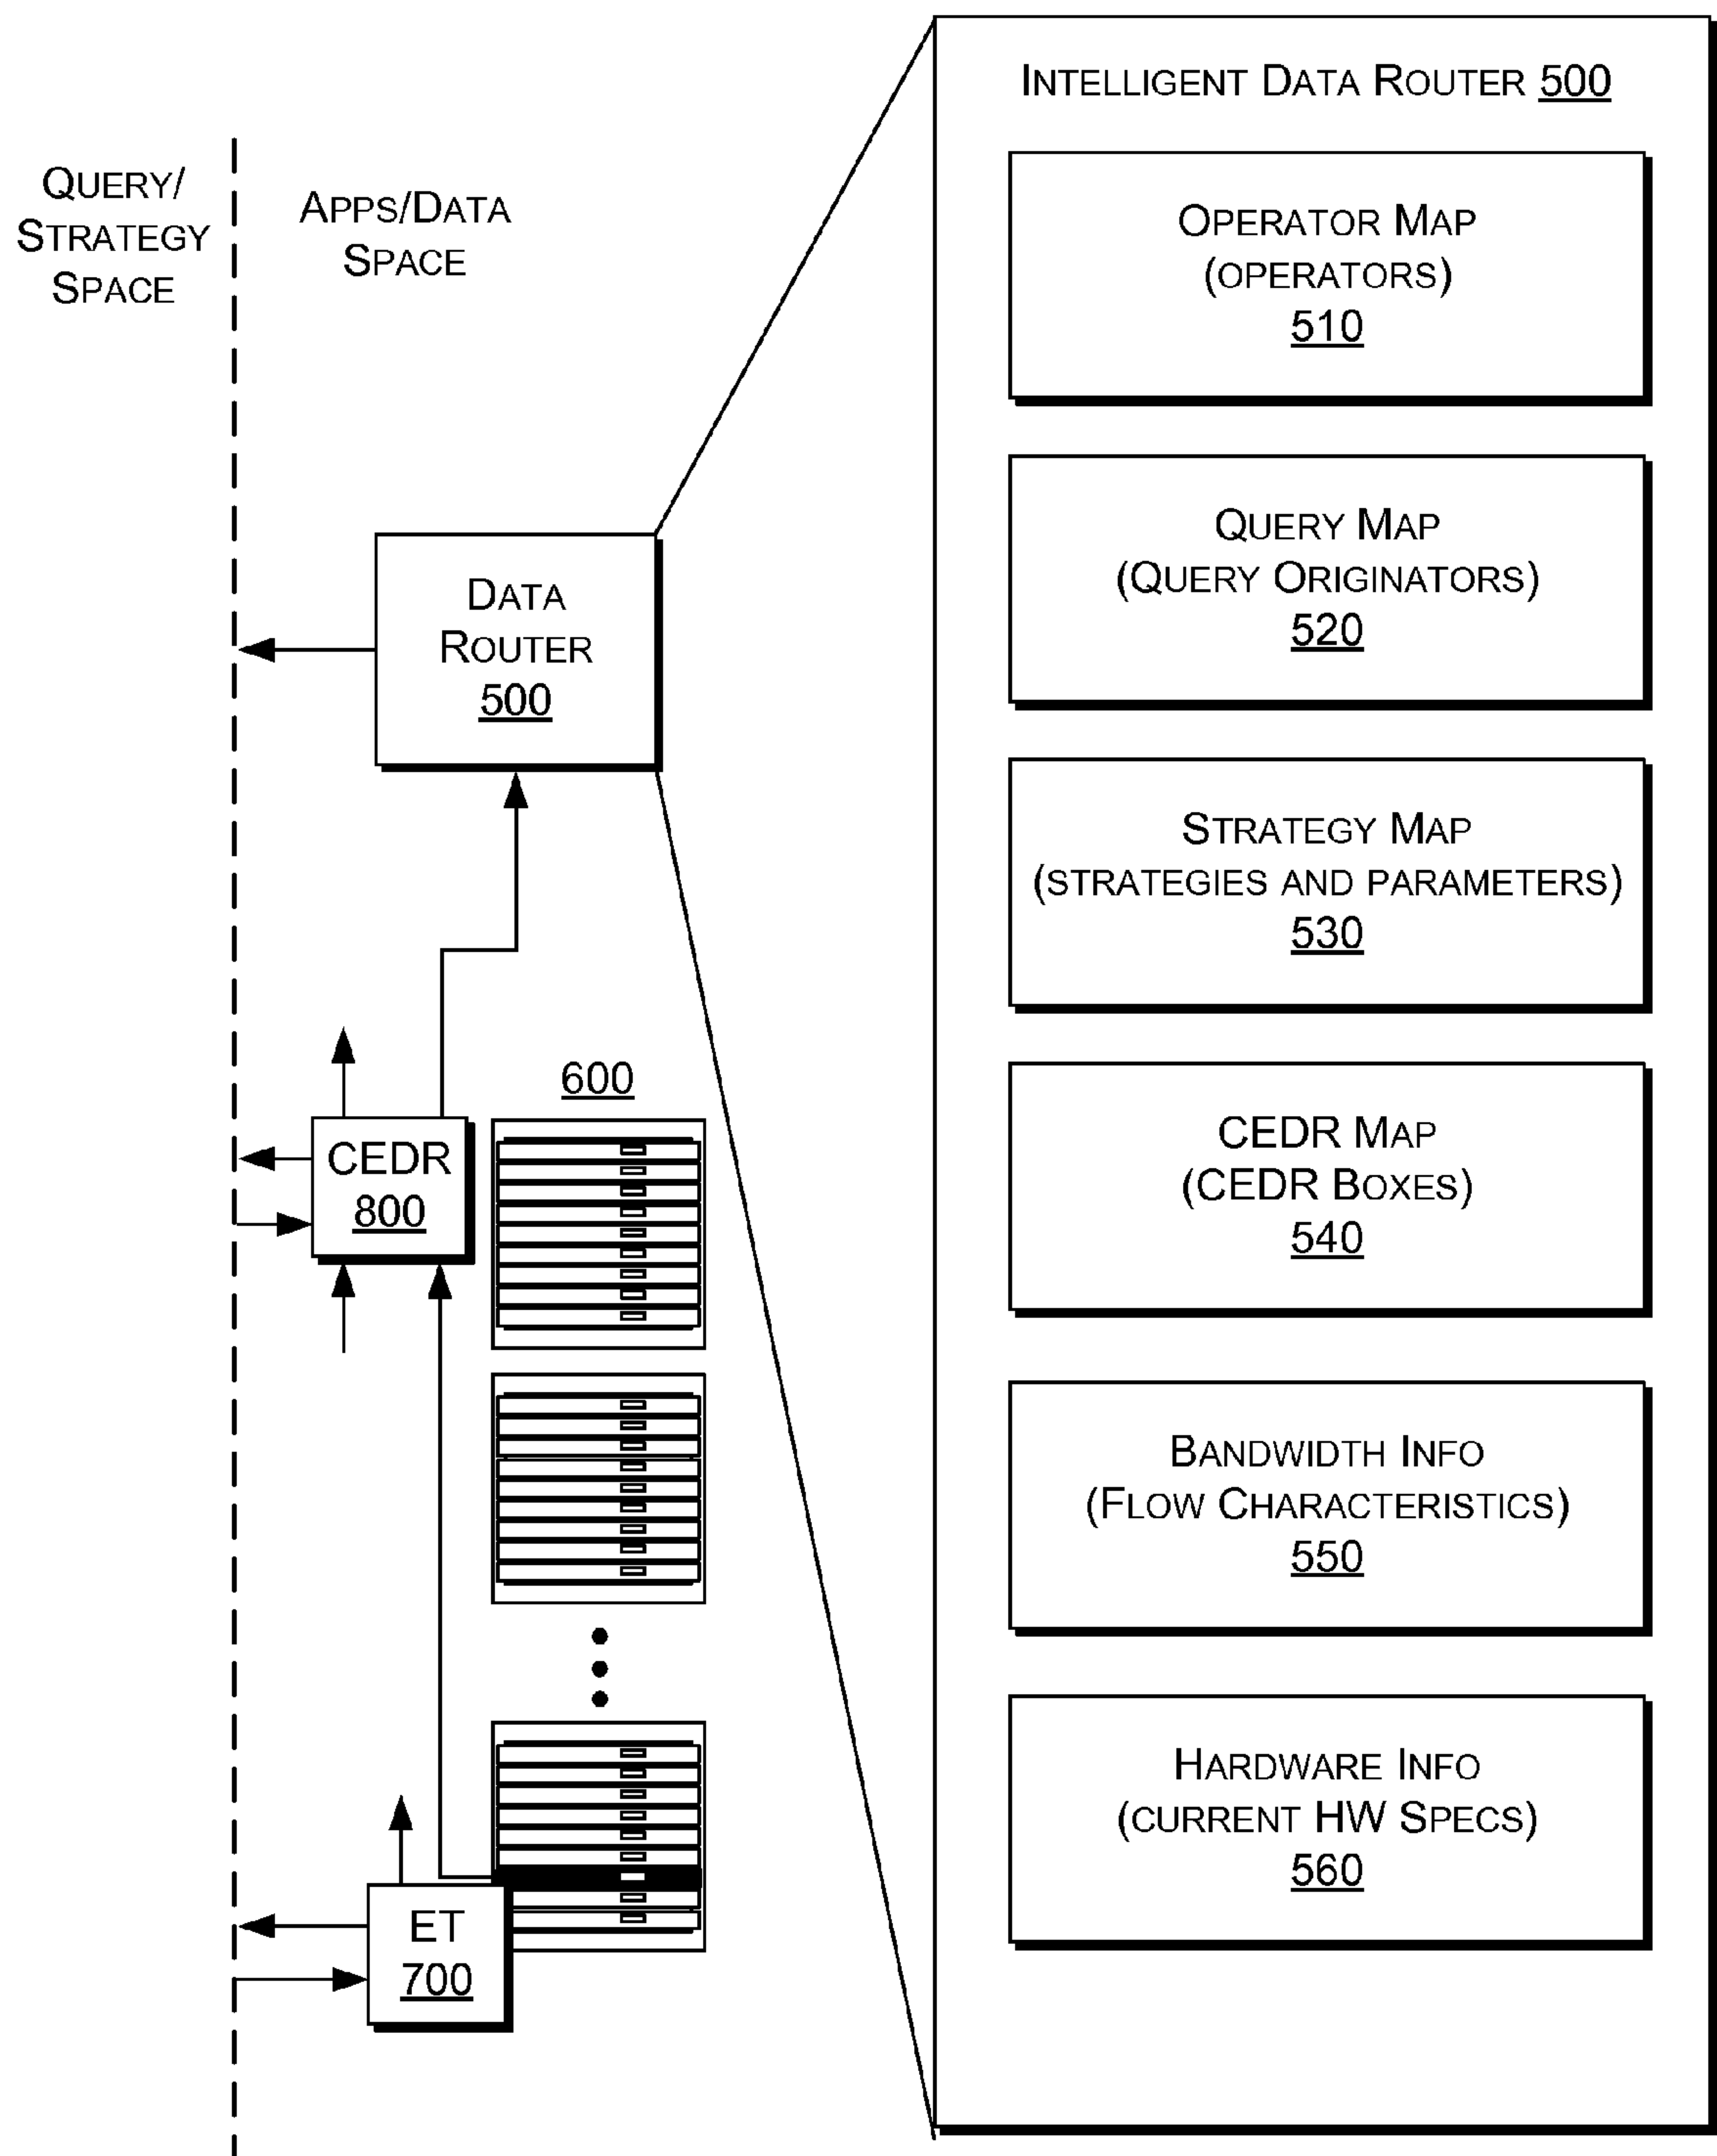 QUERY/
STRATEGY
SPACE
APPS/DATA
SPACE
DATA
ROUTER
500
600
CEDR
800
ET
700
INTELLIGENT DATA ROUTER 500
OPERATOR MAP
(OPERATORS)
510
QUERY MAP
(QUERY ORIGINATORS)
520
STRATEGY MAP
(STRATEGIES AND PARAMETERS)
530
CEDR MAP
(CEDR BOXES)
540
BANDWIDTH INFO
(FLOW CHARACTERISTICS)
550
HARDWARE INFO
(CURRENT HW SPECS)
560